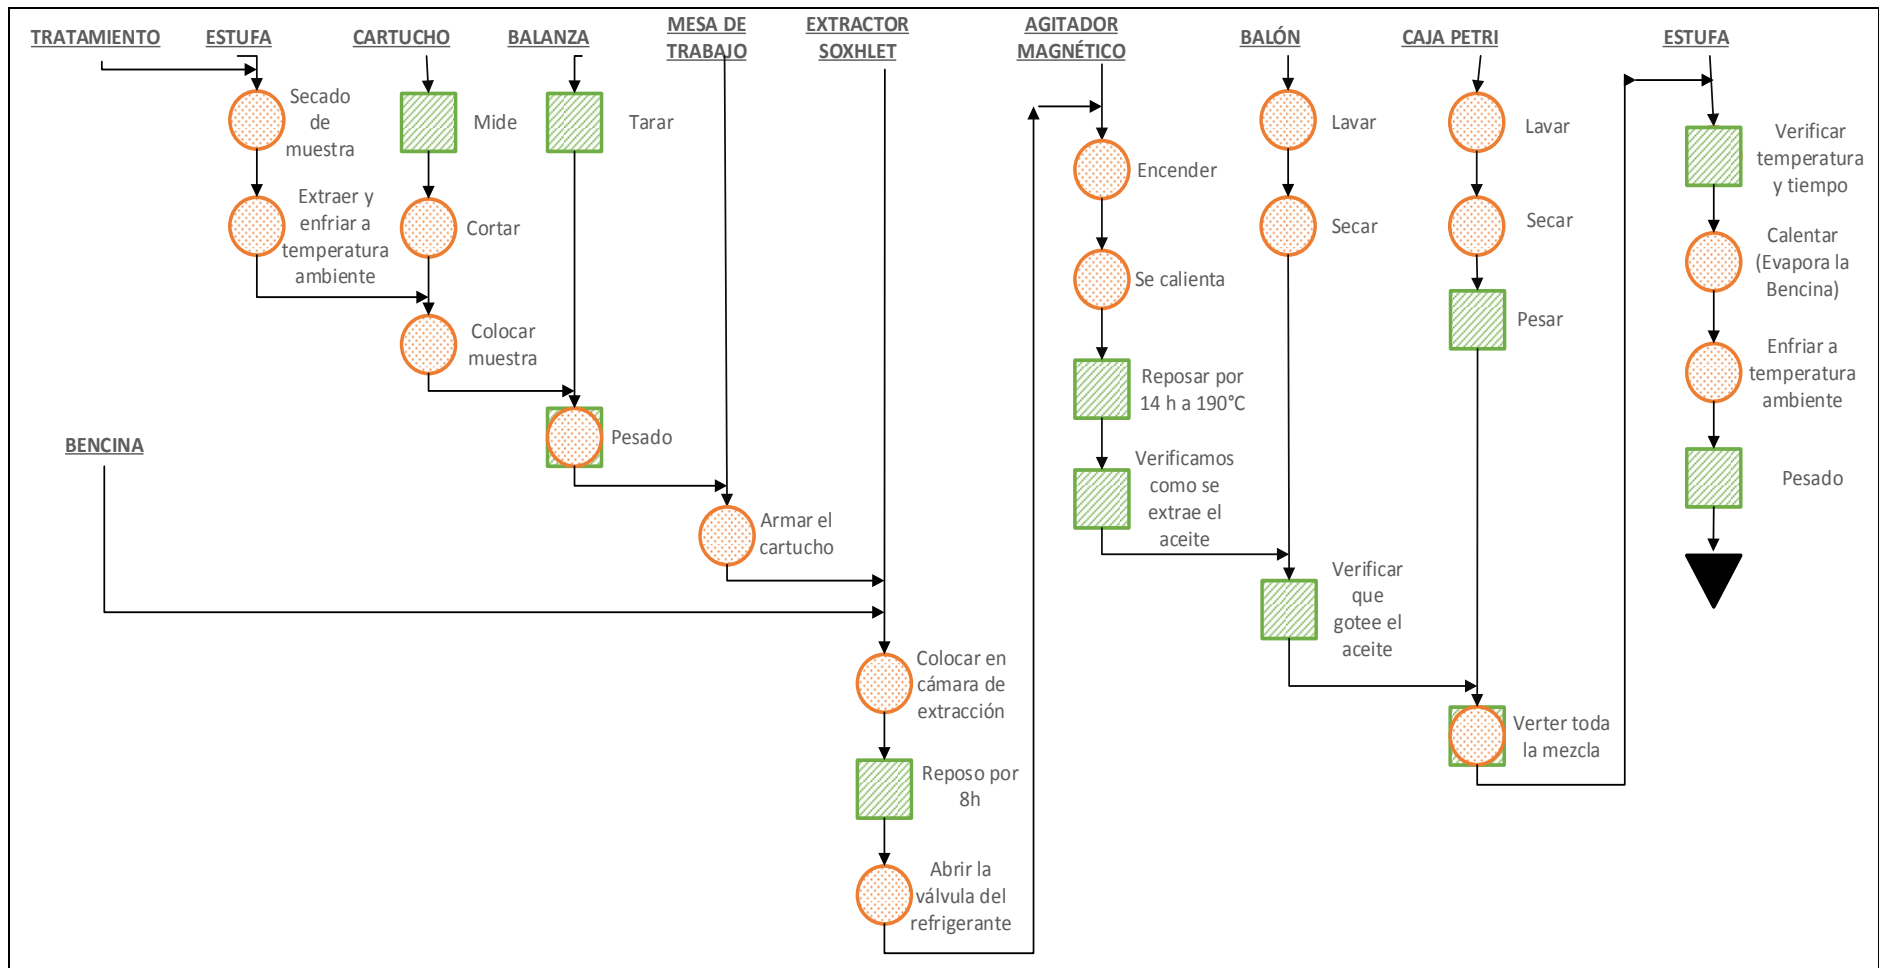 TRATAMIENTO
ESTUFA
CARTUCHO
BALANZA
MESA DE
TRABAJO
EXTRACTOR
SOXHLET
AGITADOR
MAGNÉTICO
BALÓN
CAJA PETRI
ESTUFA
Secado
de
muestra
Extraer y
enfriar a
temperatura
ambiente
Mide
Cortar
Colocar
muestra
Tarar
Pesado
BENCINA
Armar el
cartucho
Colocar en
cámara de
extracción
Reposo por
8h
Abrir la
válvula del
refrigerante
Encender
Se calienta
Reposar por
14 h a 190°C
Verificamos
como se
extrae el
aceite
Lavar
Secar
Verificar
que
gotee el
aceite
Lavar
Secar
Pesar
Verter toda
la mezcla
Verificar
temperatura
y tiempo
Calentar
(Evapora la
Bencina)
Enfriar a
temperatura
ambiente
Pesado